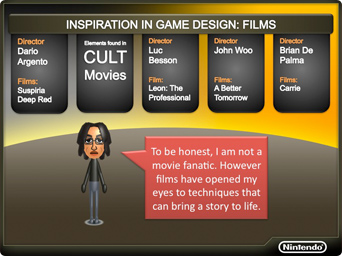 INSPIRATION IN GAME DESIGN: FILMS
Director
Dario
Argento
Films:
Suspiria
Deep Red
Elements found in
CULT
Movies
Director
Luc
Besson
Film:
Leon: The
Professional
Director
John Woo
Films:
A Better
Tomorrow
Director
Brian De
Palma
Films:
Carrie
To be honest, I am not a
movie fanatic. However
films have opened my
eyes to techniques that
can bring a story to life.
Nintendo